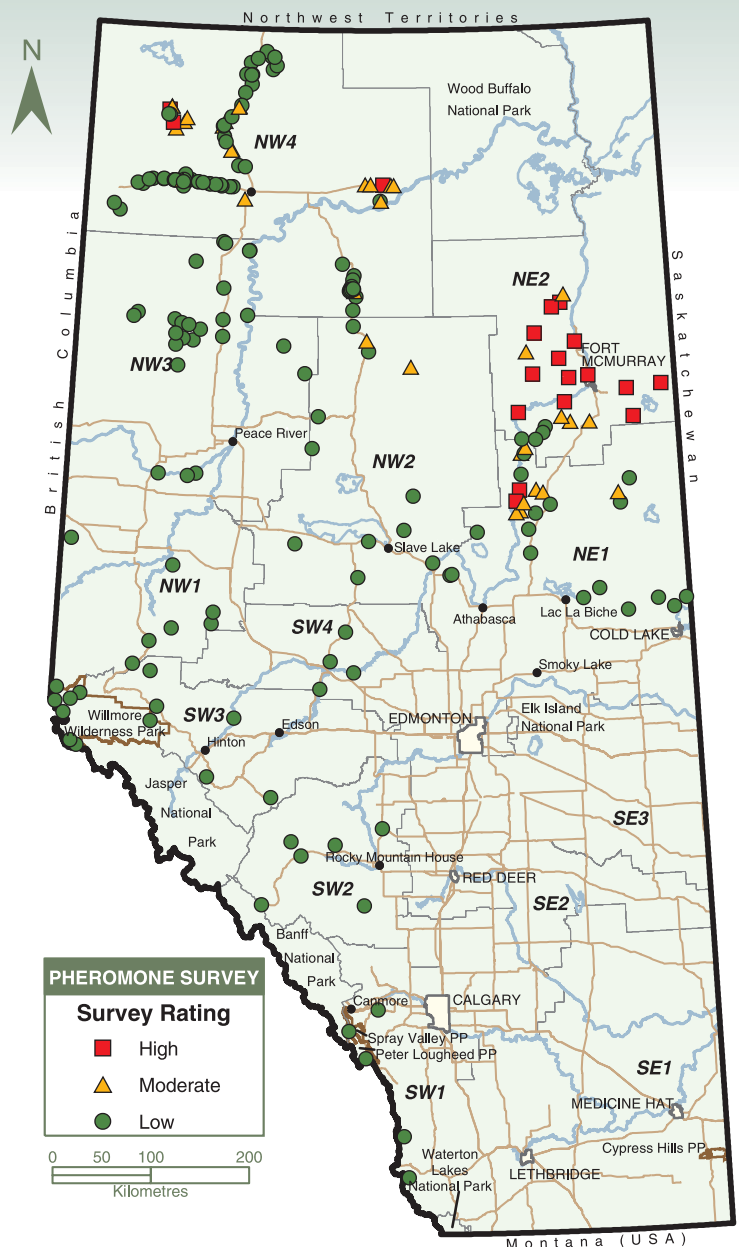 Northwest Territories
N
Wood Buffalo
National Park
NW4
British Columbia
Saskatchewan
NE2
FORT
MCMURRAY
NW3
Peace River
NW2
Slave Lake
NE1
NW1
Athabasca
Lac La Biche
SW4
COLD LAKE
Smoky Lake
Willmore
Wilderness Park
SW3
Edson
EDMONTON
Elk Island
National Park
Hinton
Jasper
National
Park
SE3
Rocky Mountain House
RED DEER
SW2
SE2
Banff
National
Park
PHEROMONE SURVEY
Survey Rating
High
Moderate
Low
Canmore
CALGARY
Spray Valley PP
Peter Lougheed PP
SE1
SW1
MEDICINE HAT
Waterton
Lakes
National Park
Cypress Hills PP
LETHBRIDGE
0 50 100 200
Kilometres
Montana (USA)